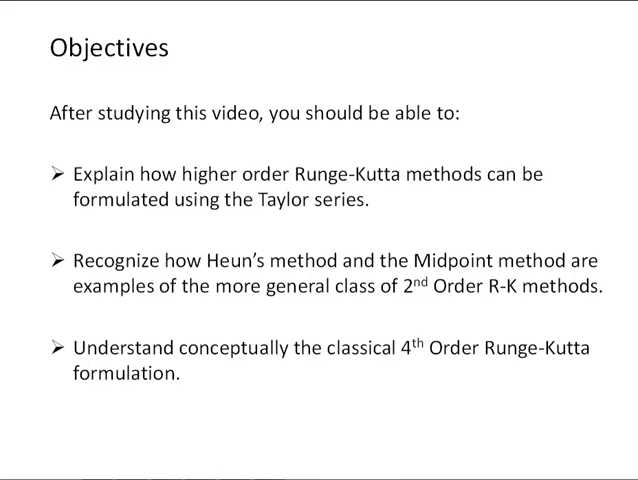 Objectives
After studying this video, you should be able to:
➢ Explain how higher order Runge-Kutta methods can be
formulated using the Taylor series.
➢ Recognize how Heun’s method and the Midpoint method are
examples of the more general class of 2nd Order R-K methods.
➢ Understand conceptually the classical 4th Order Runge-Kutta
formulation.